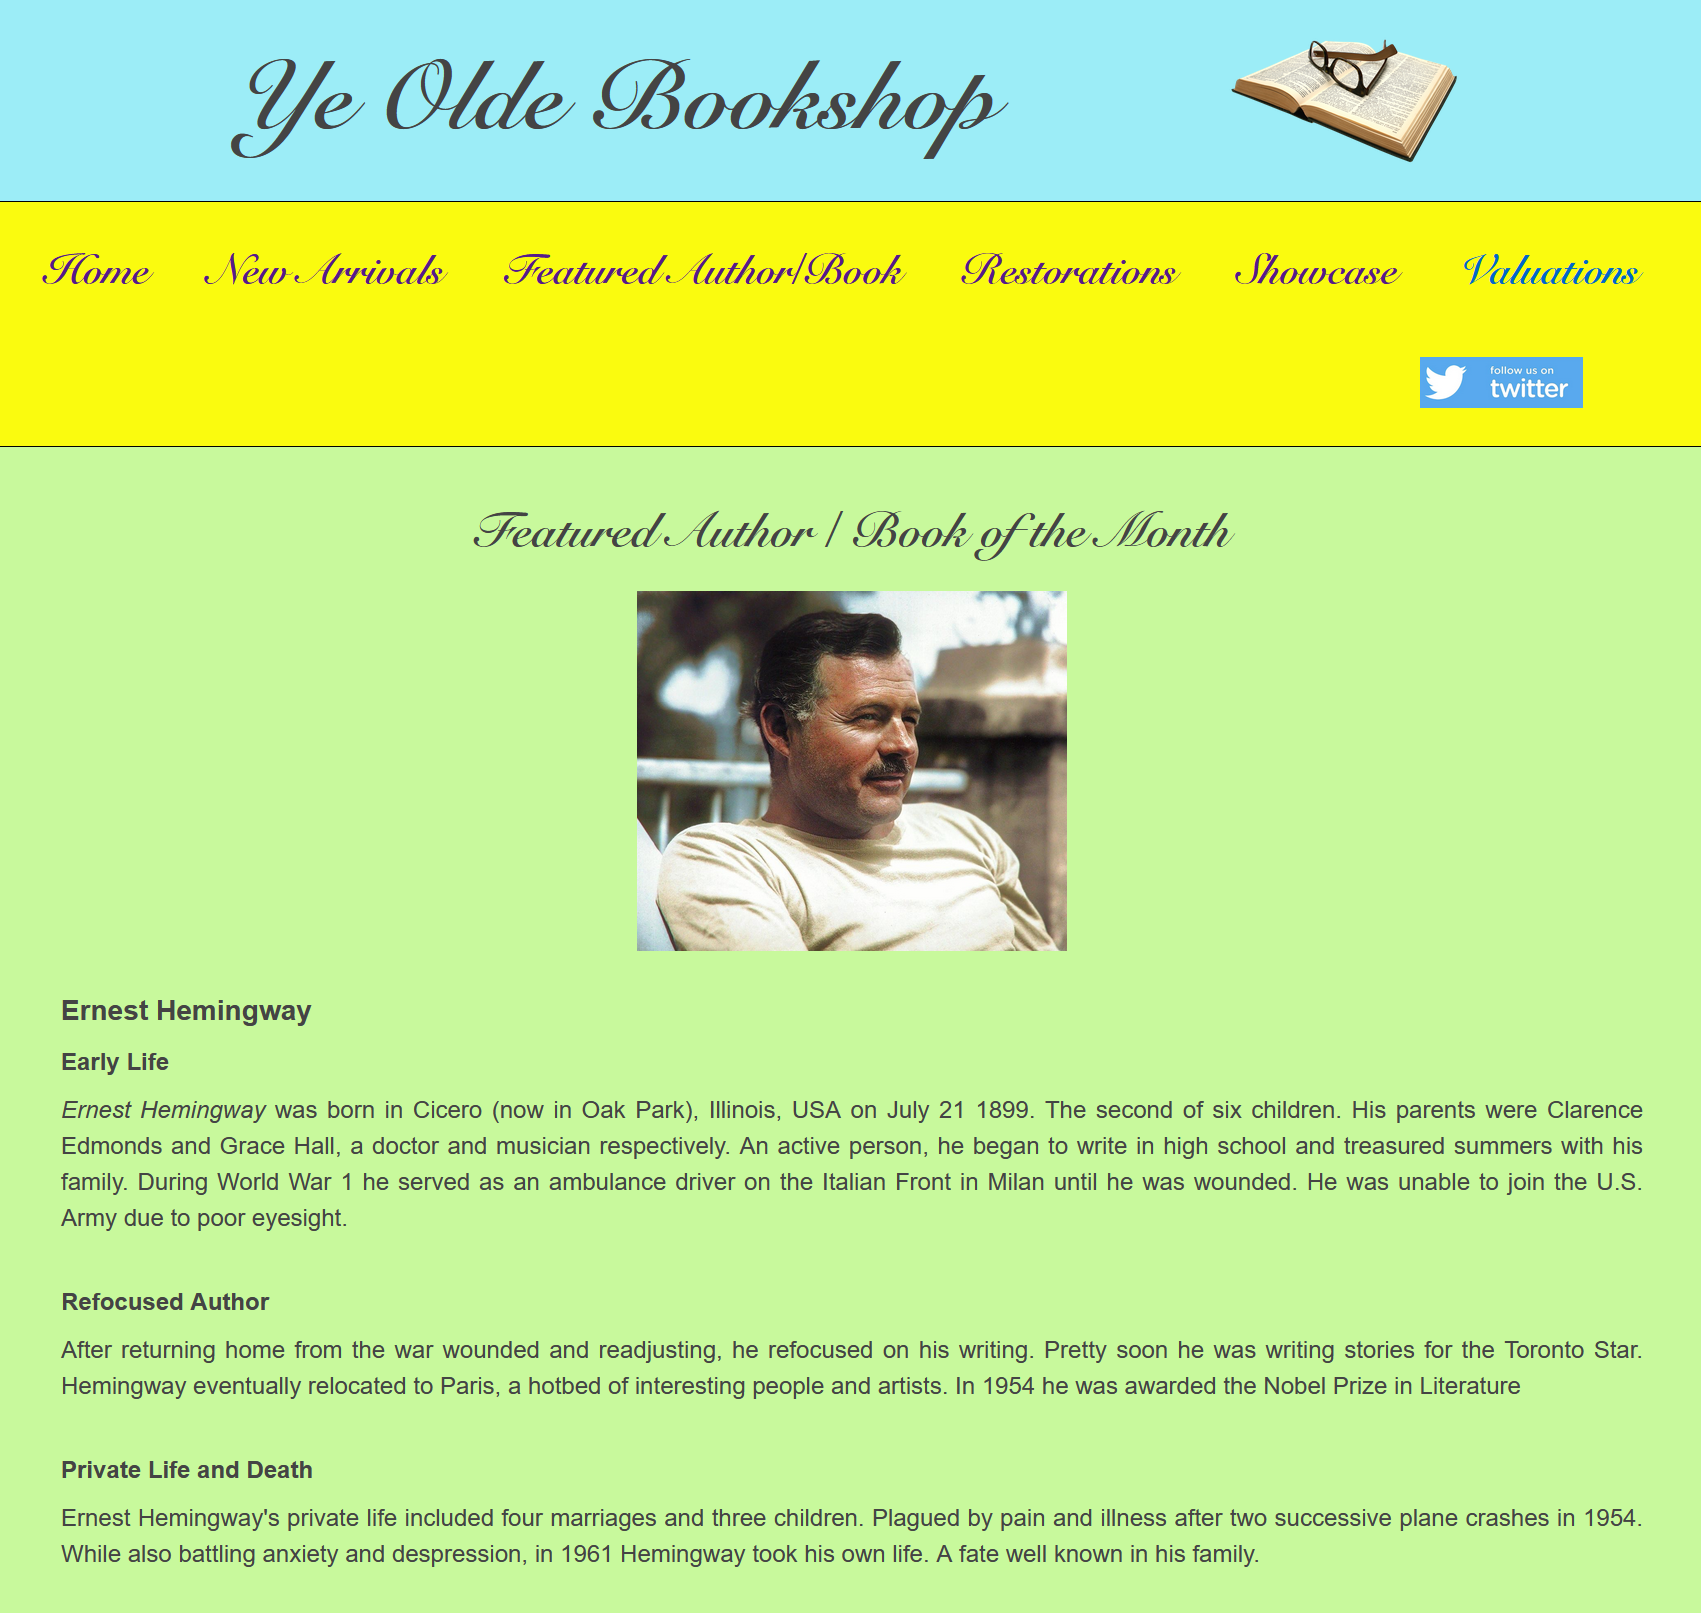 Ye Olde Bookshop
Home New Arrivals Featured Author/Book Restorations Showcase Valuations
follow us on
twitter
Featured Author / Book of the Month
Ernest Hemingway
Early Life
Ernest Hemingway was born in Cicero (now in Oak Park), Illinois, USA on July 21 1899. The second of six children. His parents were Clarence
Edmonds and Grace Hall, a doctor and musician respectively. An active person, he began to write in high school and treasured summers with his
family. During World War 1 he served as an ambulance driver on the Italian Front in Milan until he was wounded. He was unable to join the U.S.
Army due to poor eyesight.
Refocused Author
After returning home from the war wounded and readjusting, he refocused on his writing. Pretty soon he was writing stories for the Toronto Star.
Hemingway eventually relocated to Paris, a hotbed of interesting people and artists. In 1954 he was awarded the Nobel Prize in Literature
Private Life and Death
Ernest Hemingway's private life included four marriages and three children. Plagued by pain and illness after two successive plane crashes in 1954.
While also battling anxiety and despression, in 1961 Hemingway took his own life. A fate well known in his family.